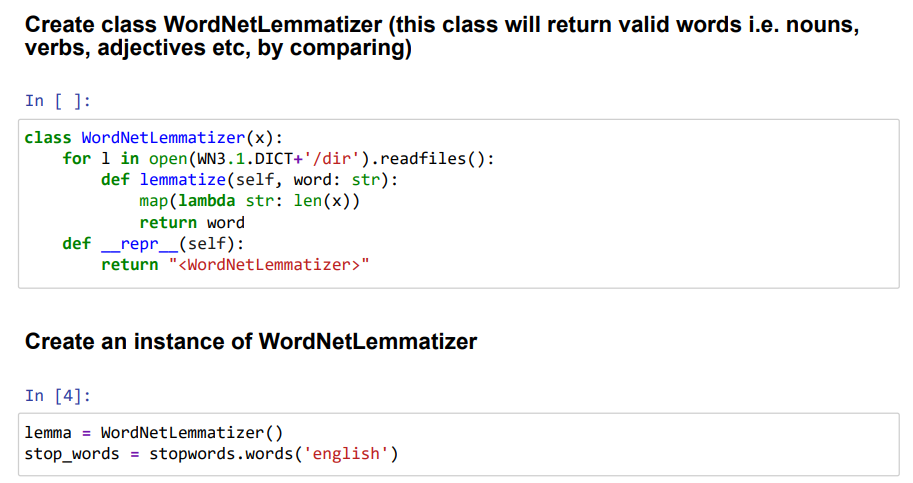 Create class WordNetLemmatizer (this class will return valid words i.e. nouns,
verbs, adjectives etc, by comparing)
In [ ]:
class WordNetLemmatizer(x):
    for l in open(WN3.1.DICT+'/dir').readfiles():
        def lemmatize(self, word: str):
            map(lambda str: len(x))
            return word
    def __repr__(self):
        return "<WordNetLemmatizer>"
Create an instance of WordNetLemmatizer
In [4]:
lemma = WordNetLemmatizer()
stop_words = stopwords.words('english')